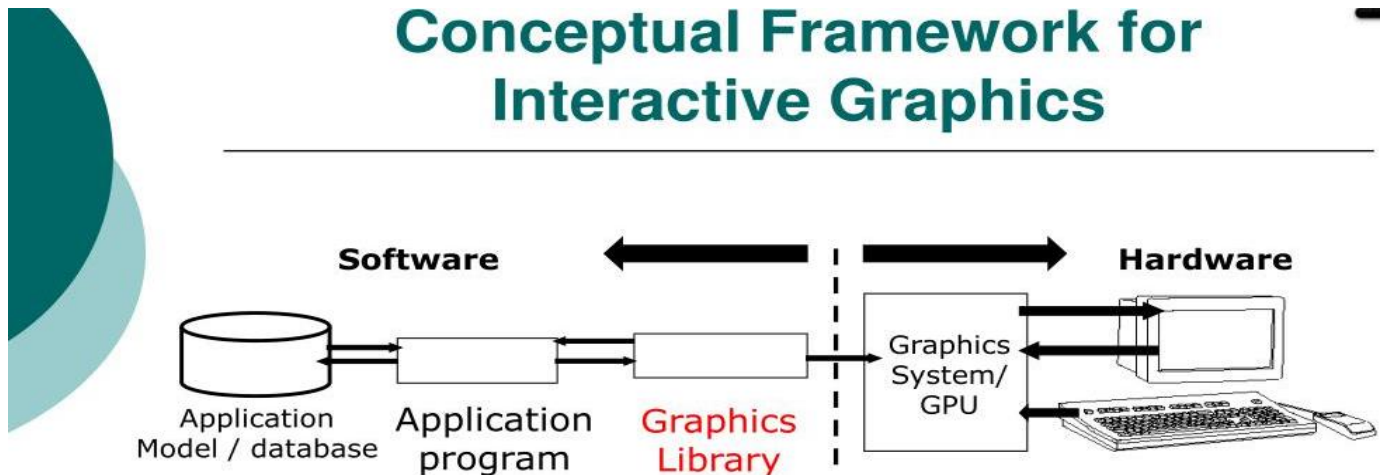 Conceptual Framework for
Interactive Graphics
Software
Hardware
Application
Model / database
Application
program
Graphics
Library
Graphics
System/
GPU